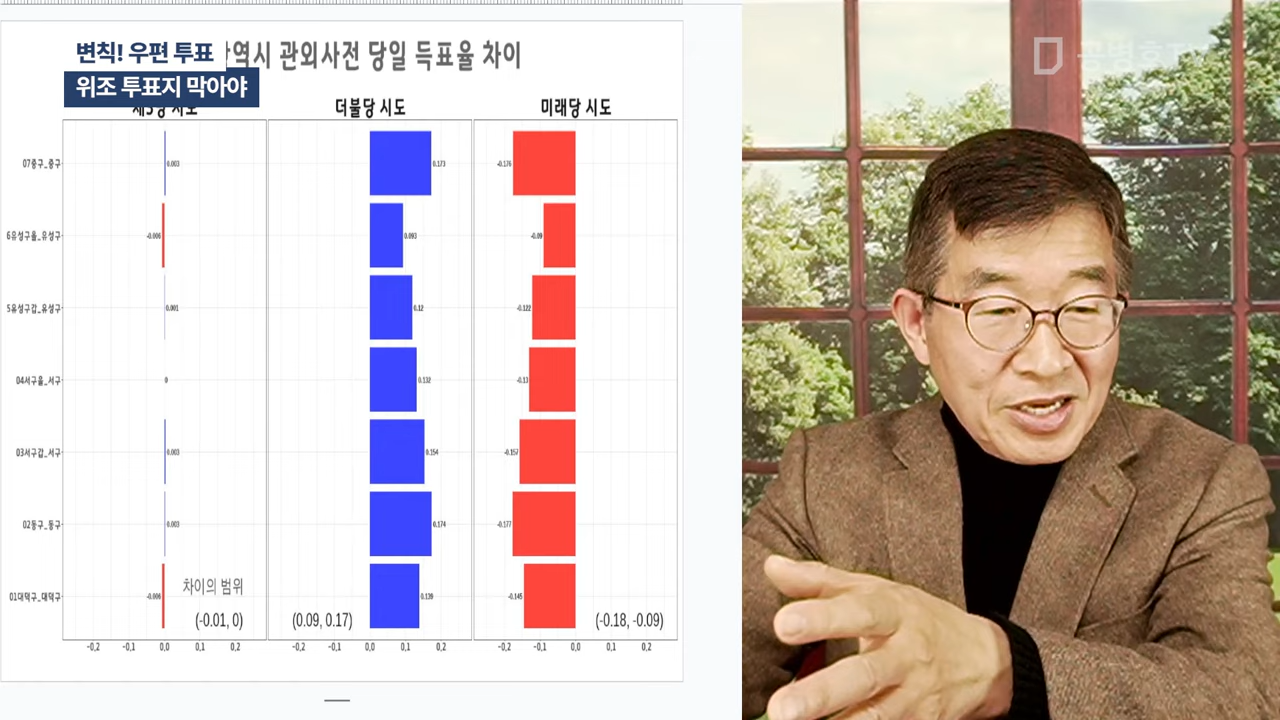 변칙! 우편 투표
위조 투표지 막아야
역시 관외사전 당일 득표율 차이
더불당 시도
미래당 시도
07중구_중구
0.003
0.173
-0.176
6유성구을_유성구
-0.006
0.093
-0.09
5유성구갑_유성구
0.001
0.12
-0.122
04서구을_서구
0
0.132
-0.13
03서구갑_서구
0.003
0.154
-0.157
02동구_동구
0.003
0.174
-0.177
01대덕구_대덕구
-0.006
0.139
-0.145
차이의 범위
(-0.01, 0)
(0.09, 0.17)
(-0.18, -0.09)
-0,2 -0,1 0,0 0,1 0,2
-0,2 -0,1 0,0 0,1 0,2
-0,2 -0,1 0,0 0,1 0,2